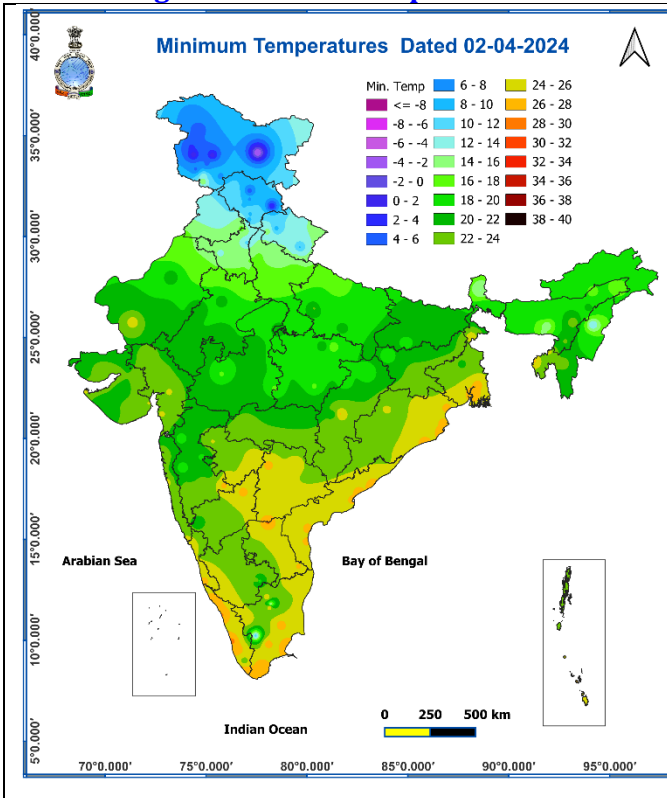 Minimum Temperatures Dated 02-04-2024
Min. Temp
<= -8
-8 - -6
-6 - -4
-4 - -2
-2 - 0
0 - 2
2 - 4
4 - 6
6 - 8
8 - 10
10 - 12
12 - 14
14 - 16
16 - 18
18 - 20
20 - 22
22 - 24
24 - 26
26 - 28
28 - 30
30 - 32
32 - 34
34 - 36
36 - 38
38 - 40
40°0.000'
35°0.000'
30°0.000'
25°0.000'
20°0.000'
15°0.000'
10°0.000'
5°0.000'
Arabian Sea
Bay of Bengal
Indian Ocean
0 250 500 km
70°0.000' 75°0.000' 80°0.000' 85°0.000' 90°0.000' 95°0.000'